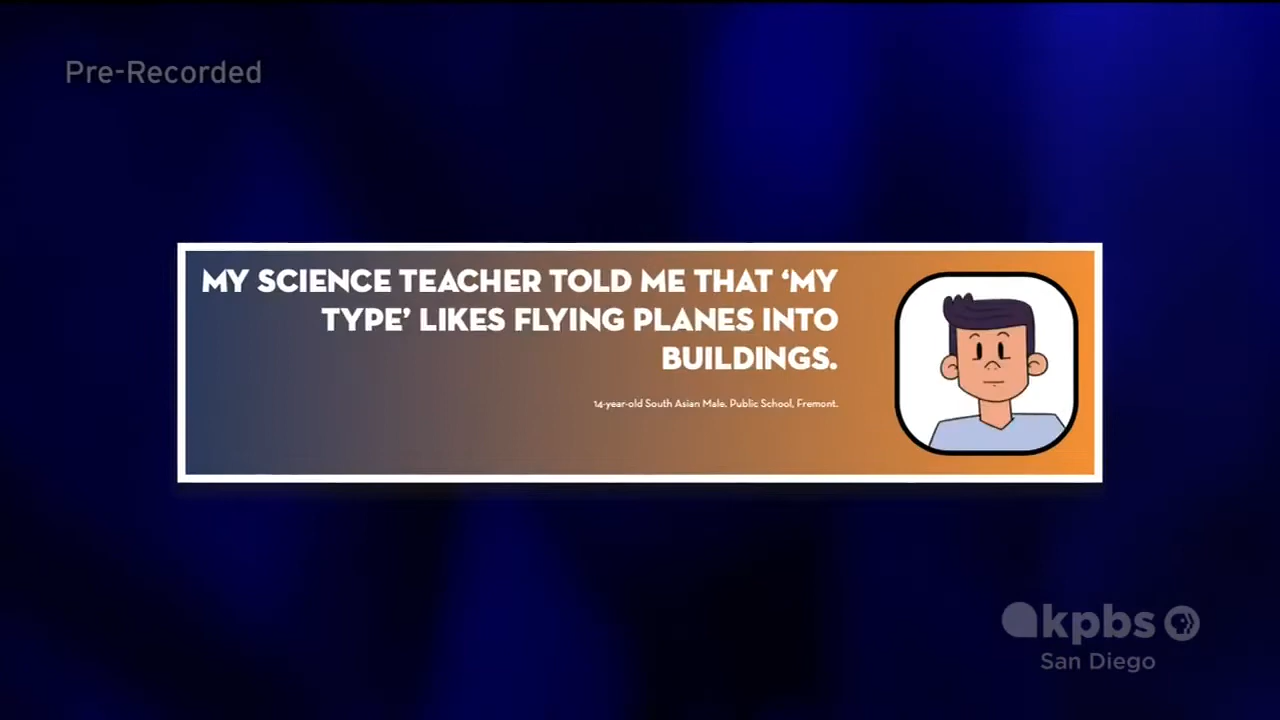 Pre-Recorded
MY SCIENCE TEACHER TOLD ME THAT ‘MY
TYPE’ LIKES FLYING PLANES INTO
BUILDINGS.
14-year-old South Asian Male. Public School, Fremont.
kpbs
San Diego